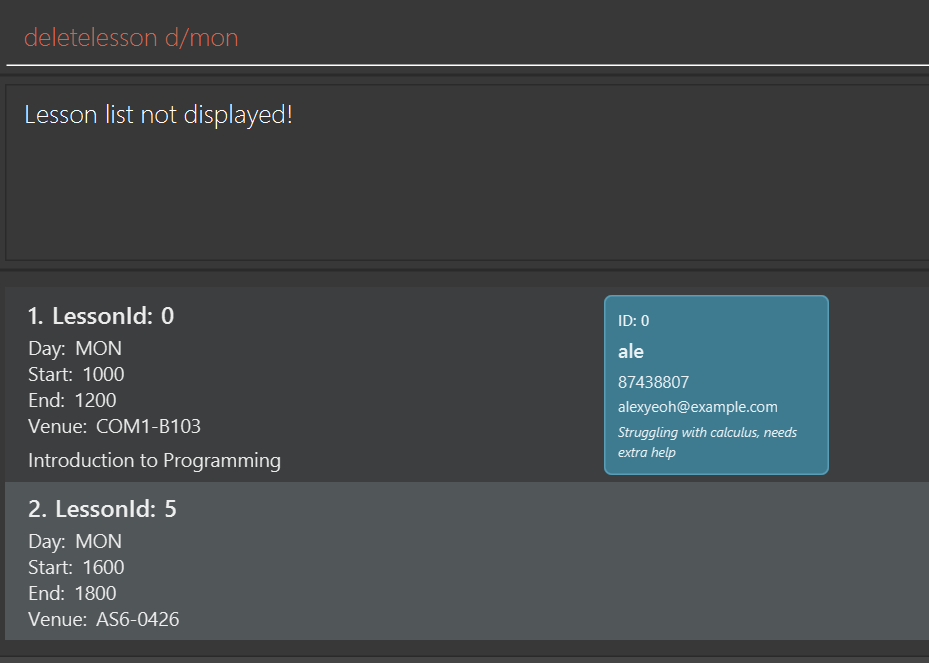 deletelesson d/mon
Lesson list not displayed!
1. LessonId: 0
Day: MON
Start: 1000
End: 1200
Venue: COM1-B103
Introduction to Programming
ID: 0
ale
87438807
alexyeoh@example.com
Struggling with calculus, needs
extra help
2. LessonId: 5
Day: MON
Start: 1600
End: 1800
Venue: AS6-0426